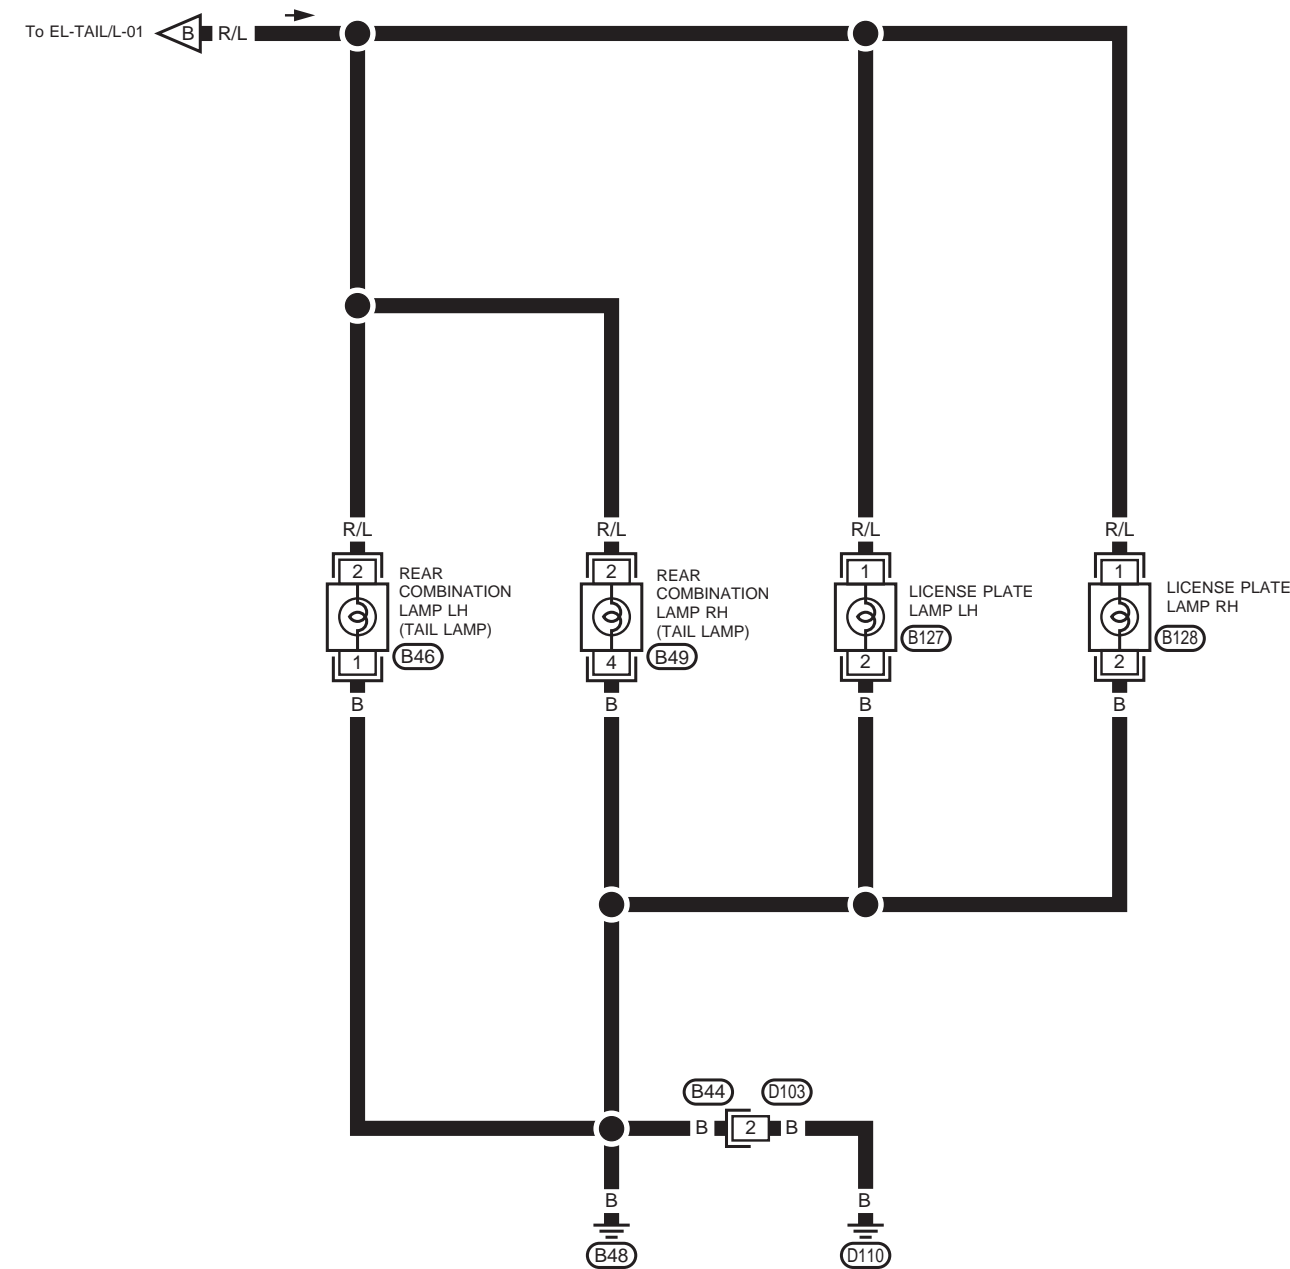 To EL-TAIL/L-01
B
R/L
R/L
R/L
R/L
R/L
2
2
1
1
REAR
COMBINATION
LAMP LH
(TAIL LAMP)
B46
REAR
COMBINATION
LAMP RH
(TAIL LAMP)
B49
LICENSE PLATE
LAMP LH
B127
LICENSE PLATE
LAMP RH
B128
1
4
2
2
B
B
B
B
B44
D103
B
2
B
B
B
B48
D110